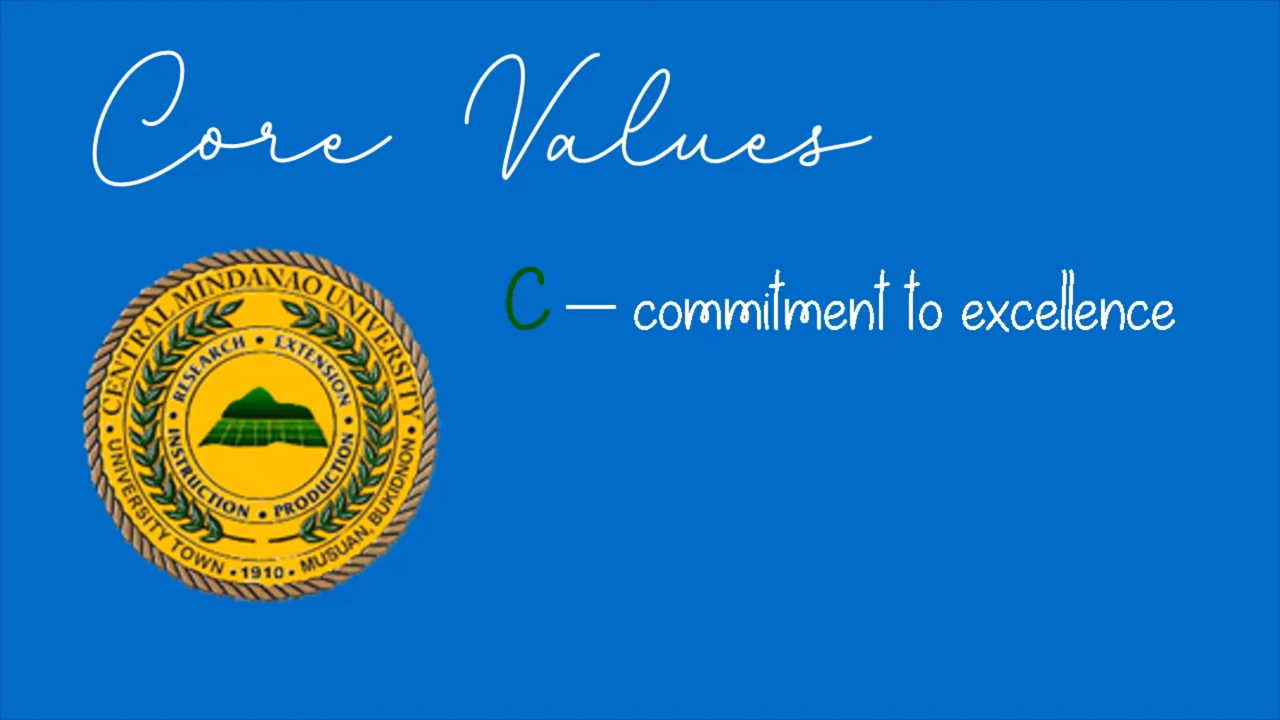 Core Values
C – commitment to excellence
CENTRAL MINDANAO UNIVERSITY
RESEARCH • EXTENSION
• INSTRUCTION • PRODUCTION •
• UNIVERSITY TOWN • 1910 • MUSUAN, BUKIDNON •